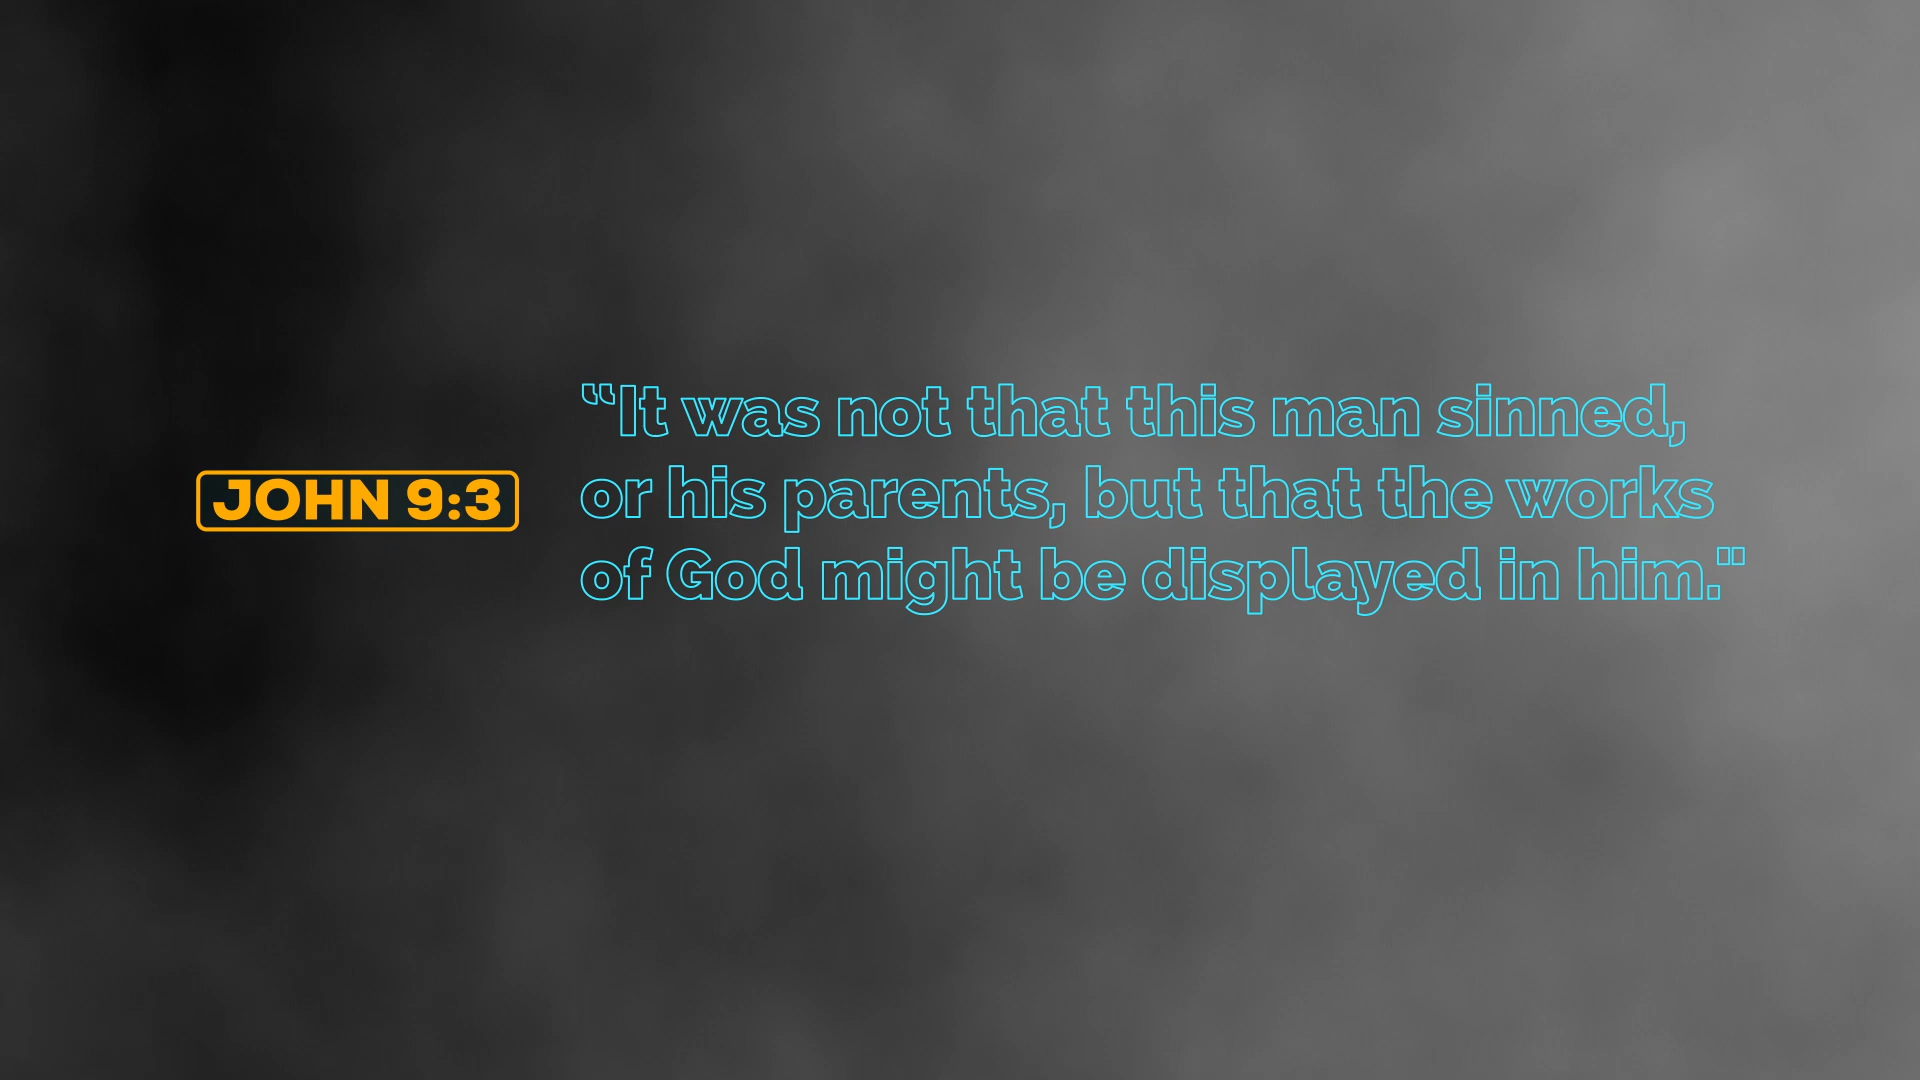 JOHN 9:3
“It was not that this man sinned,
or his parents, but that the works
of God might be displayed in him."